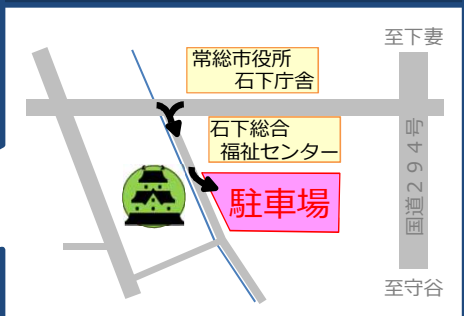 至下妻
常総市役所
石下庁舎
石下総合
福祉センター
駐車場
国道２９４号
至守谷